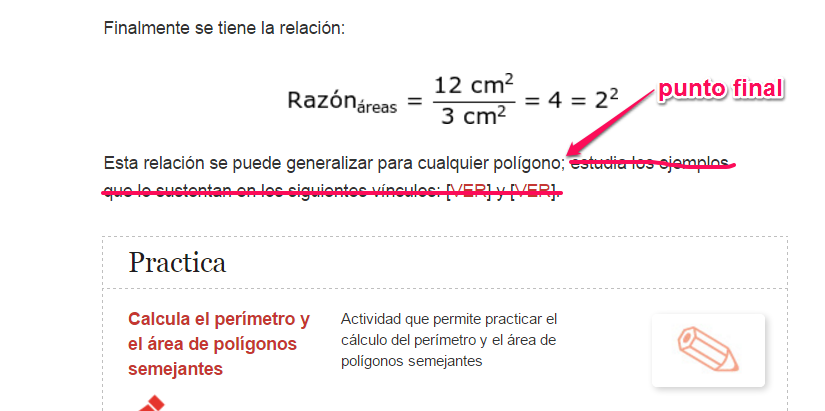 Finalmente se tiene la relación:
Razón áreas = 12 cm² / 3 cm² = 4 = 2²
punto final
Esta relación se puede generalizar para cualquier polígono; estudia los ejemplos
que lo sustentan en los siguientes vínculos: [VER] y [VER].
Practica
Calcula el perímetro y
el área de polígonos
semejantes
Actividad que permite practicar el
cálculo del perímetro y el área de
polígonos semejantes